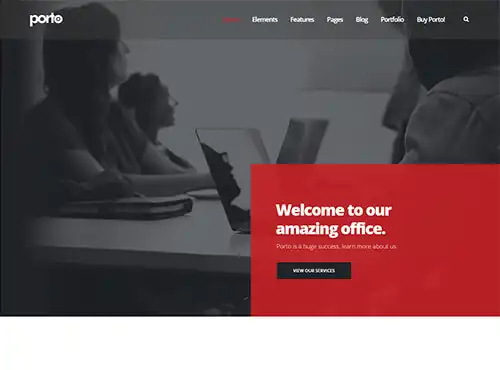 porto
Elements Features Pages Blog Portfolio Buy Porto!
Welcome to our
amazing office.
Porto is a huge success, learn more about us.
VIEW OUR SERVICES